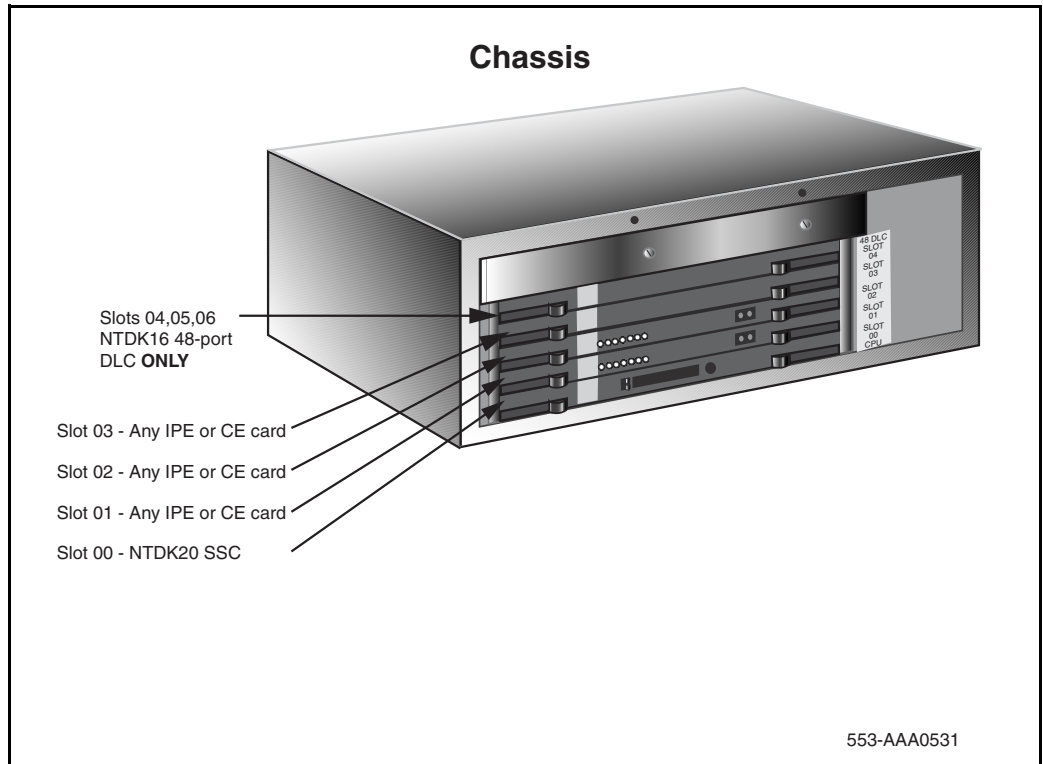 Chassis
48 DLC
SLOT
04
SLOT
03
SLOT
02
SLOT
01
SLOT
00
CPU
Slots 04,05,06
NTDK16 48-port
DLC ONLY
Slot 03 - Any IPE or CE card
Slot 02 - Any IPE or CE card
Slot 01 - Any IPE or CE card
Slot 00 - NTDK20 SSC
553-AAA0531